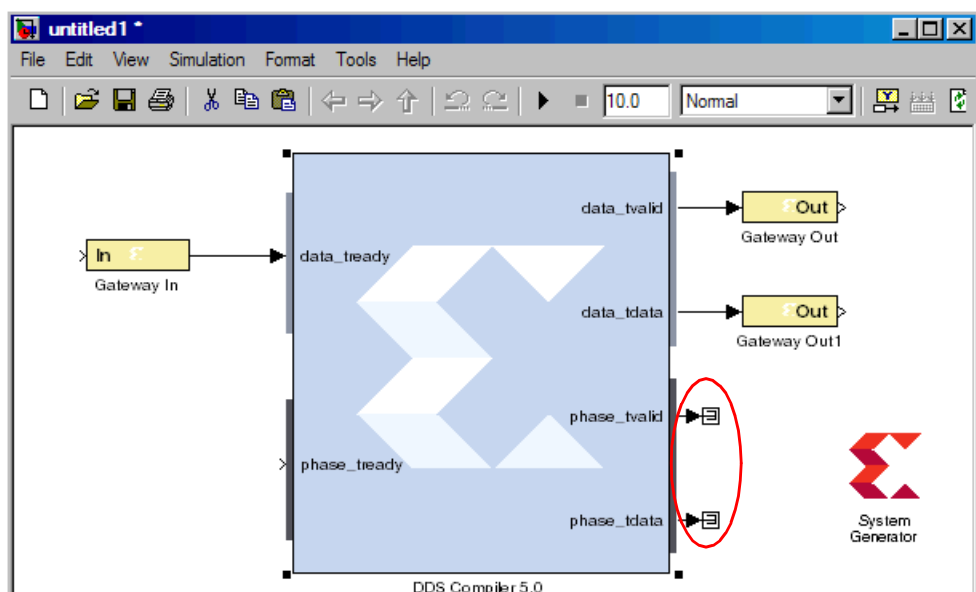 untitled1 *
File Edit View Simulation Format Tools Help
10.0 Normal
data_tvalid
Out
Gateway Out
In
data_tready
Gateway In
data_tdata
Out
Gateway Out1
phase_tvalid
phase_tready
phase_tdata
System
Generator
DDS Compiler 5.0